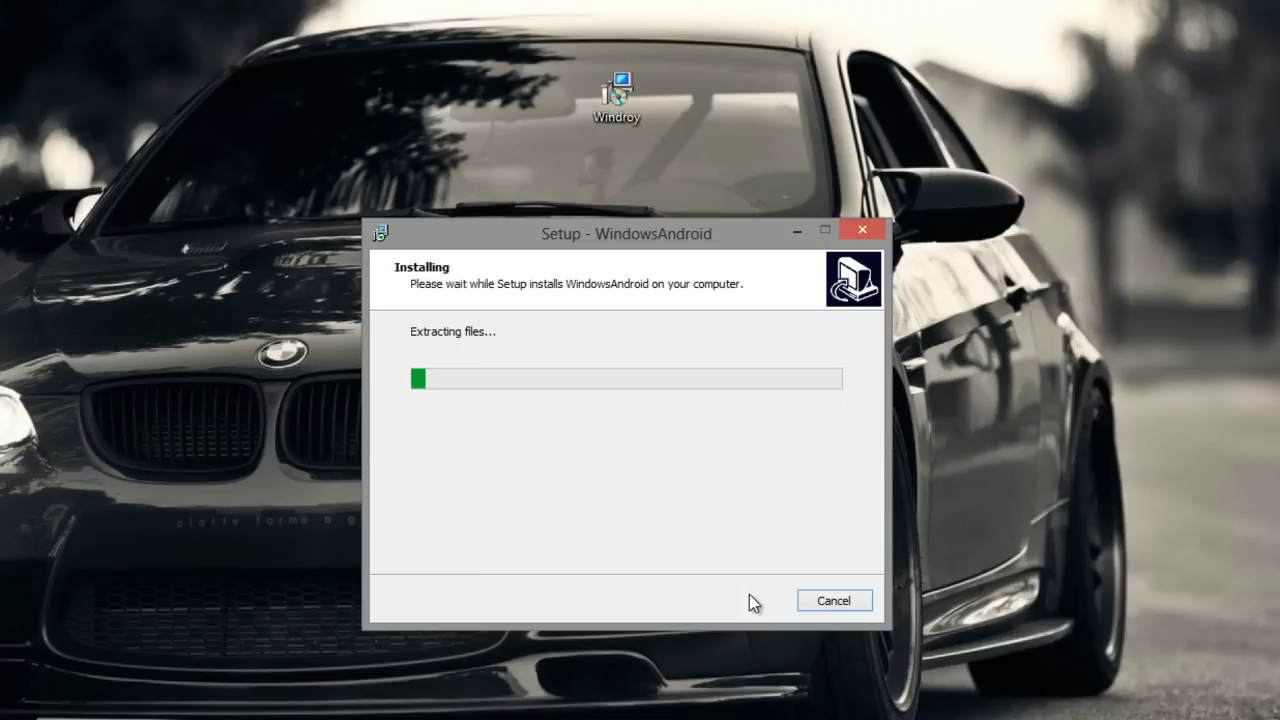 Windroy
Setup - WindowsAndroid
Installing
Please wait while Setup installs WindowsAndroid on your computer.
Extracting files...
Cancel